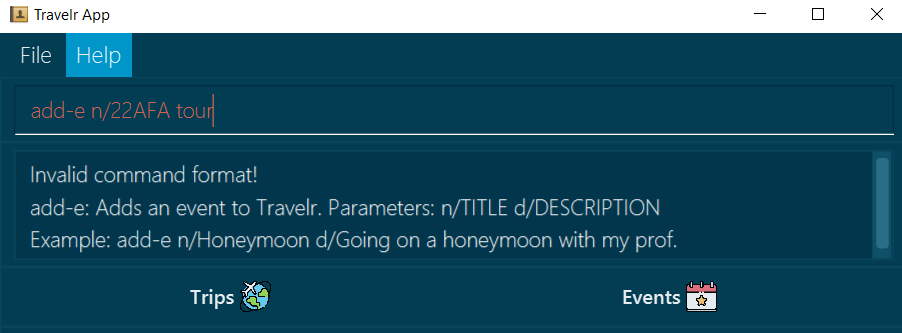 Travelr App
File Help
add-e n/22AFA tour
Invalid command format!
add-e: Adds an event to Travelr. Parameters: n/TITLE d/DESCRIPTION
Example: add-e n/Honeymoon d/Going on a honeymoon with my prof.
Trips Events